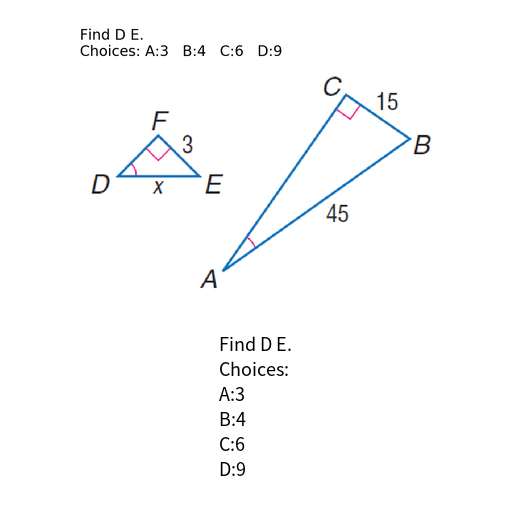 Find D E.
Choices: A:3   B:4   C:6   D:9
C
15
F
3
B
D
x
E
45
A
Find D E.
Choices:
A:3
B:4
C:6
D:9